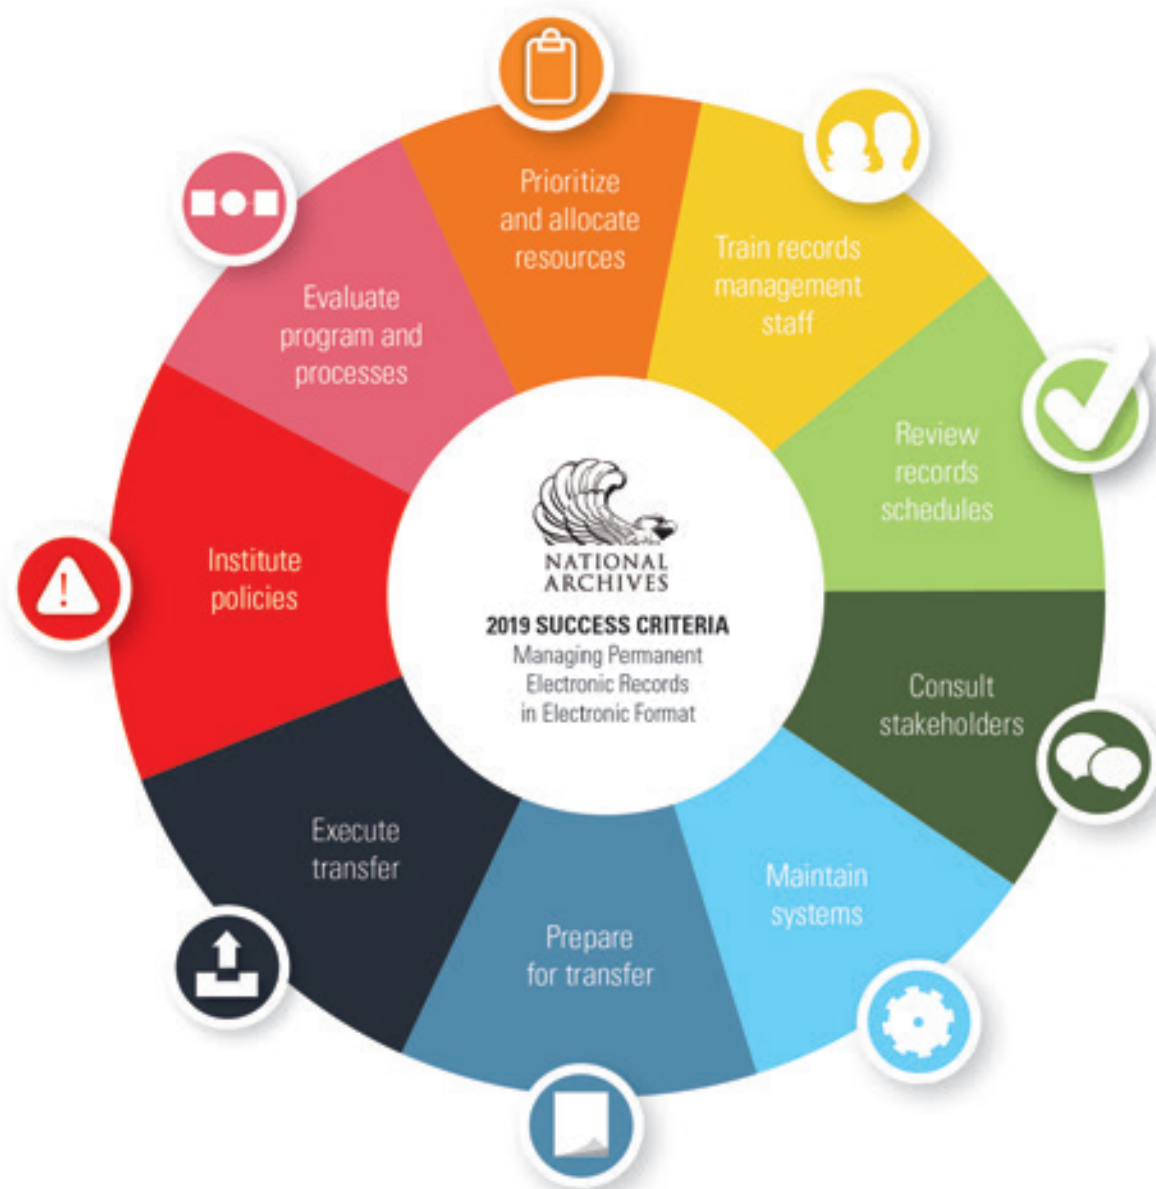 Prioritize
and allocate
resources
Train records
management
staff
Review
records
schedules
Consult
stakeholders
Maintain
systems
Prepare
for transfer
Execute
transfer
Institute
policies
!
Evaluate
program and
processes
NATIONAL
ARCHIVES
2019 SUCCESS CRITERIA
Managing Permanent
Electronic Records
in Electronic Format